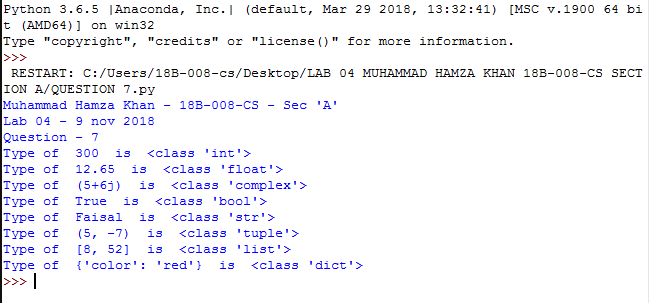 Python 3.6.5 |Anaconda, Inc.| (default, Mar 29 2018, 13:32:41) [MSC v.1900 64 bi
t (AMD64)] on win32
Type "copyright", "credits" or "license()" for more information.
>>>
 RESTART: C:/Users/18B-008-cs/Desktop/LAB 04 MUHAMMAD HAMZA KHAN 18B-008-CS SECT
ION A/QUESTION 7.py
Muhammad Hamza Khan - 18B-008-CS - Sec 'A'
Lab 04 - 9 nov 2018
Question - 7
Type of  300  is  <class 'int'>
Type of  12.65  is  <class 'float'>
Type of  (5+6j)  is  <class 'complex'>
Type of  True  is  <class 'bool'>
Type of  Faisal  is  <class 'str'>
Type of  (5, -7)  is  <class 'tuple'>
Type of  [8, 52]  is  <class 'list'>
Type of  {'color': 'red'}  is  <class 'dict'>
>>>